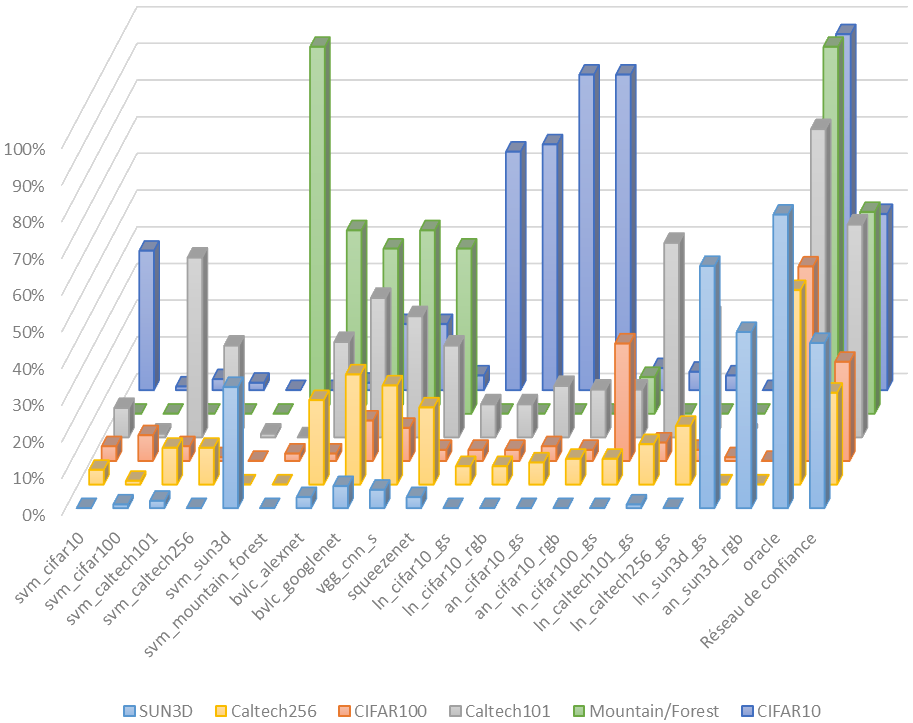 100%
90%
80%
70%
60%
50%
40%
30%
20%
10%
0%
svm_cifar10
svm_cifar100
svm_caltech101
svm_caltech256
svm_sun3d
svm_mountain_forest
bvlc_alexnet
bvlc_googlenet
vgg_cnn_s
squeezenet
ln_cifar10_gs
ln_cifar10_rgb
an_cifar10_gs
an_cifar10_rgb
ln_cifar100_gs
ln_caltech101_gs
ln_caltech256_gs
ln_sun3d_gs
an_sun3d_rgb
oracle
Réseau de confiance
SUN3D Caltech256 CIFAR100 Caltech101 Mountain/Forest CIFAR10